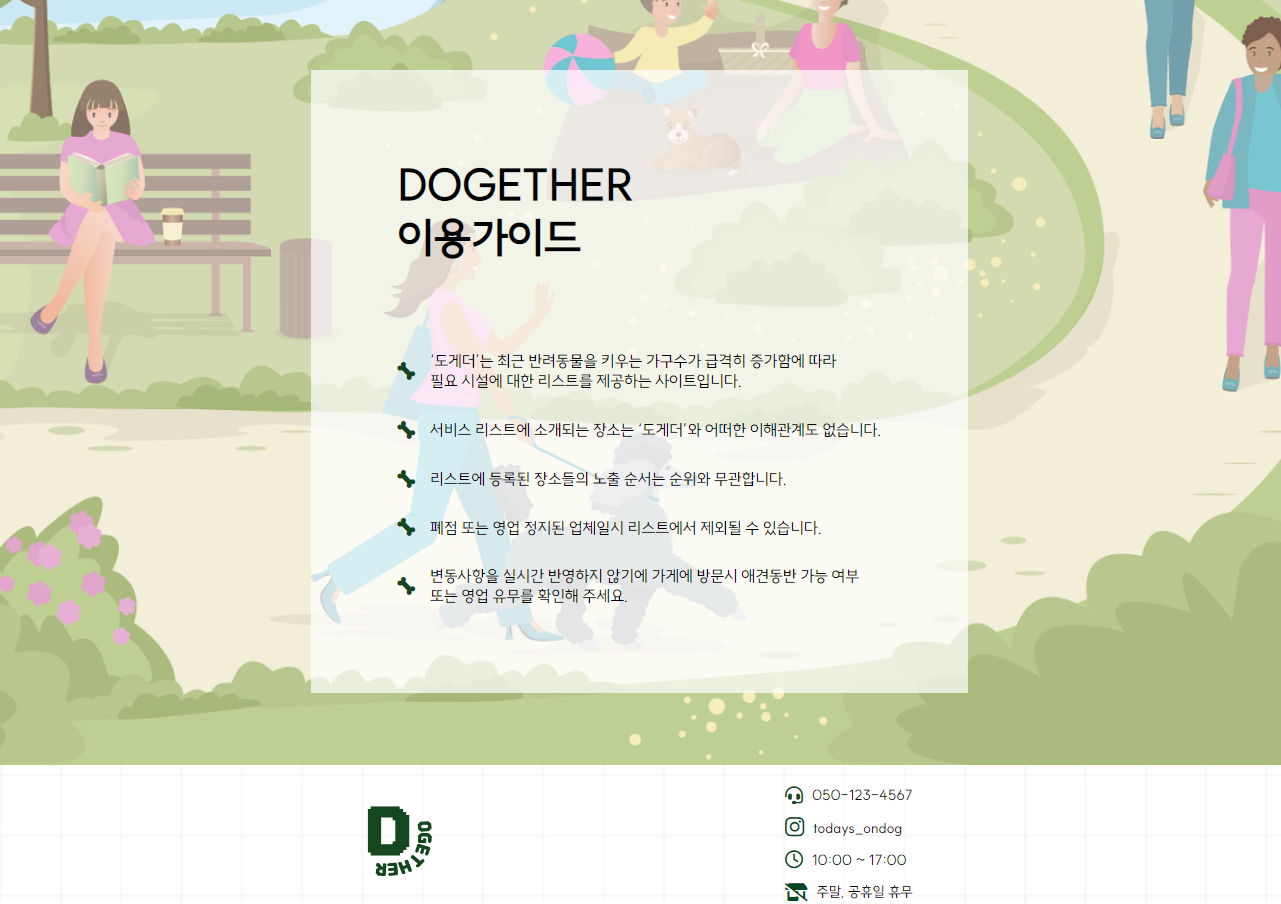 DOGETHER
이용가이드
‘도게더’는 최근 반려동물을 키우는 가구수가 급격히 증가함에 따라
필요 시설에 대한 리스트를 제공하는 사이트입니다.
서비스 리스트에 소개되는 장소는 ‘도게더’와 어떠한 이해관계도 없습니다.
리스트에 등록된 장소들의 노출 순서는 순위와 무관합니다.
폐점 또는 영업 정지된 업체일시 리스트에서 제외될 수 있습니다.
변동사항을 실시간 반영하지 않기에 가게에 방문시 애견동반 가능 여부
또는 영업 유무를 확인해 주세요.
DOGETHER
050-123-4567
todays_ondog
10:00 ~ 17:00
주말, 공휴일 휴무